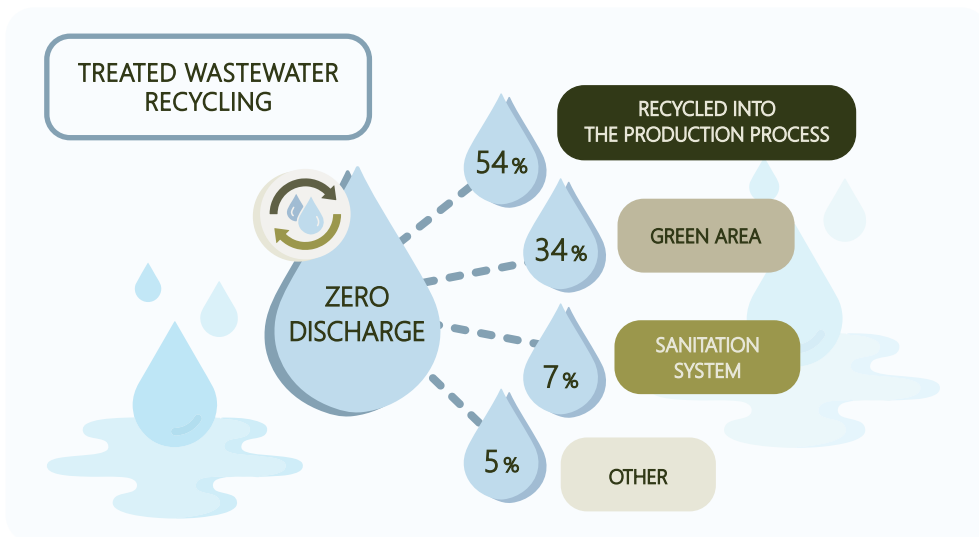 TREATED WASTEWATER
RECYCLING
ZERO
DISCHARGE
54%
RECYCLED INTO
THE PRODUCTION PROCESS
34%
GREEN AREA
7%
SANITATION
SYSTEM
5%
OTHER